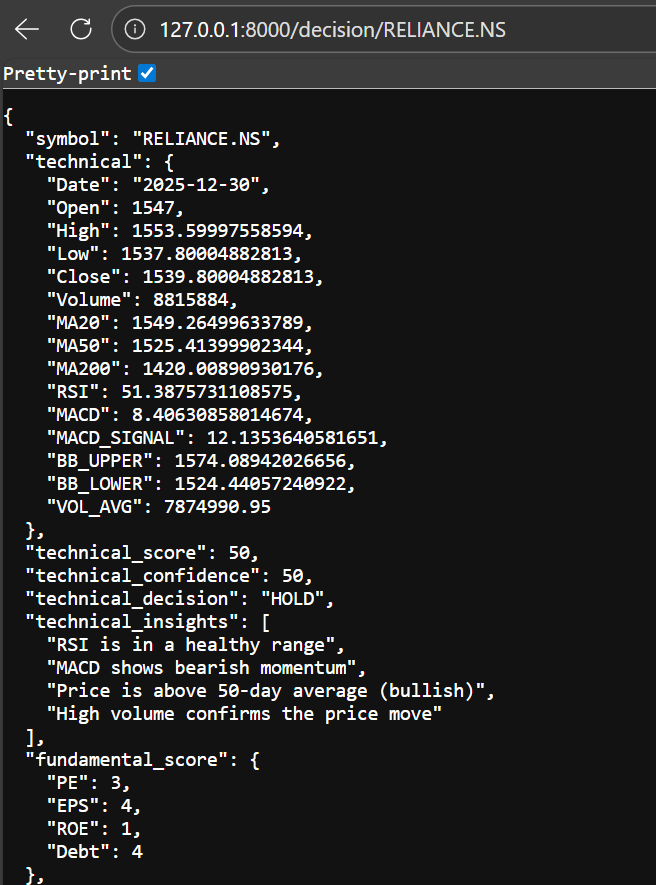 127.0.0.1:8000/decision/RELIANCE.NS
Pretty-print
{
  "symbol": "RELIANCE.NS",
  "technical": {
    "Date": "2025-12-30",
    "Open": 1547,
    "High": 1553.59997558594,
    "Low": 1537.80004882813,
    "Close": 1539.80004882813,
    "Volume": 8815884,
    "MA20": 1549.26499633789,
    "MA50": 1525.41399902344,
    "MA200": 1420.00890930176,
    "RSI": 51.3875731108575,
    "MACD": 8.40630858014674,
    "MACD_SIGNAL": 12.1353640581651,
    "BB_UPPER": 1574.08942026656,
    "BB_LOWER": 1524.44057240922,
    "VOL_AVG": 7874990.95
  },
  "technical_score": 50,
  "technical_confidence": 50,
  "technical_decision": "HOLD",
  "technical_insights": [
    "RSI is in a healthy range",
    "MACD shows bearish momentum",
    "Price is above 50-day average (bullish)",
    "High volume confirms the price move"
  ],
  "fundamental_score": {
    "PE": 3,
    "EPS": 4,
    "ROE": 1,
    "Debt": 4
  },